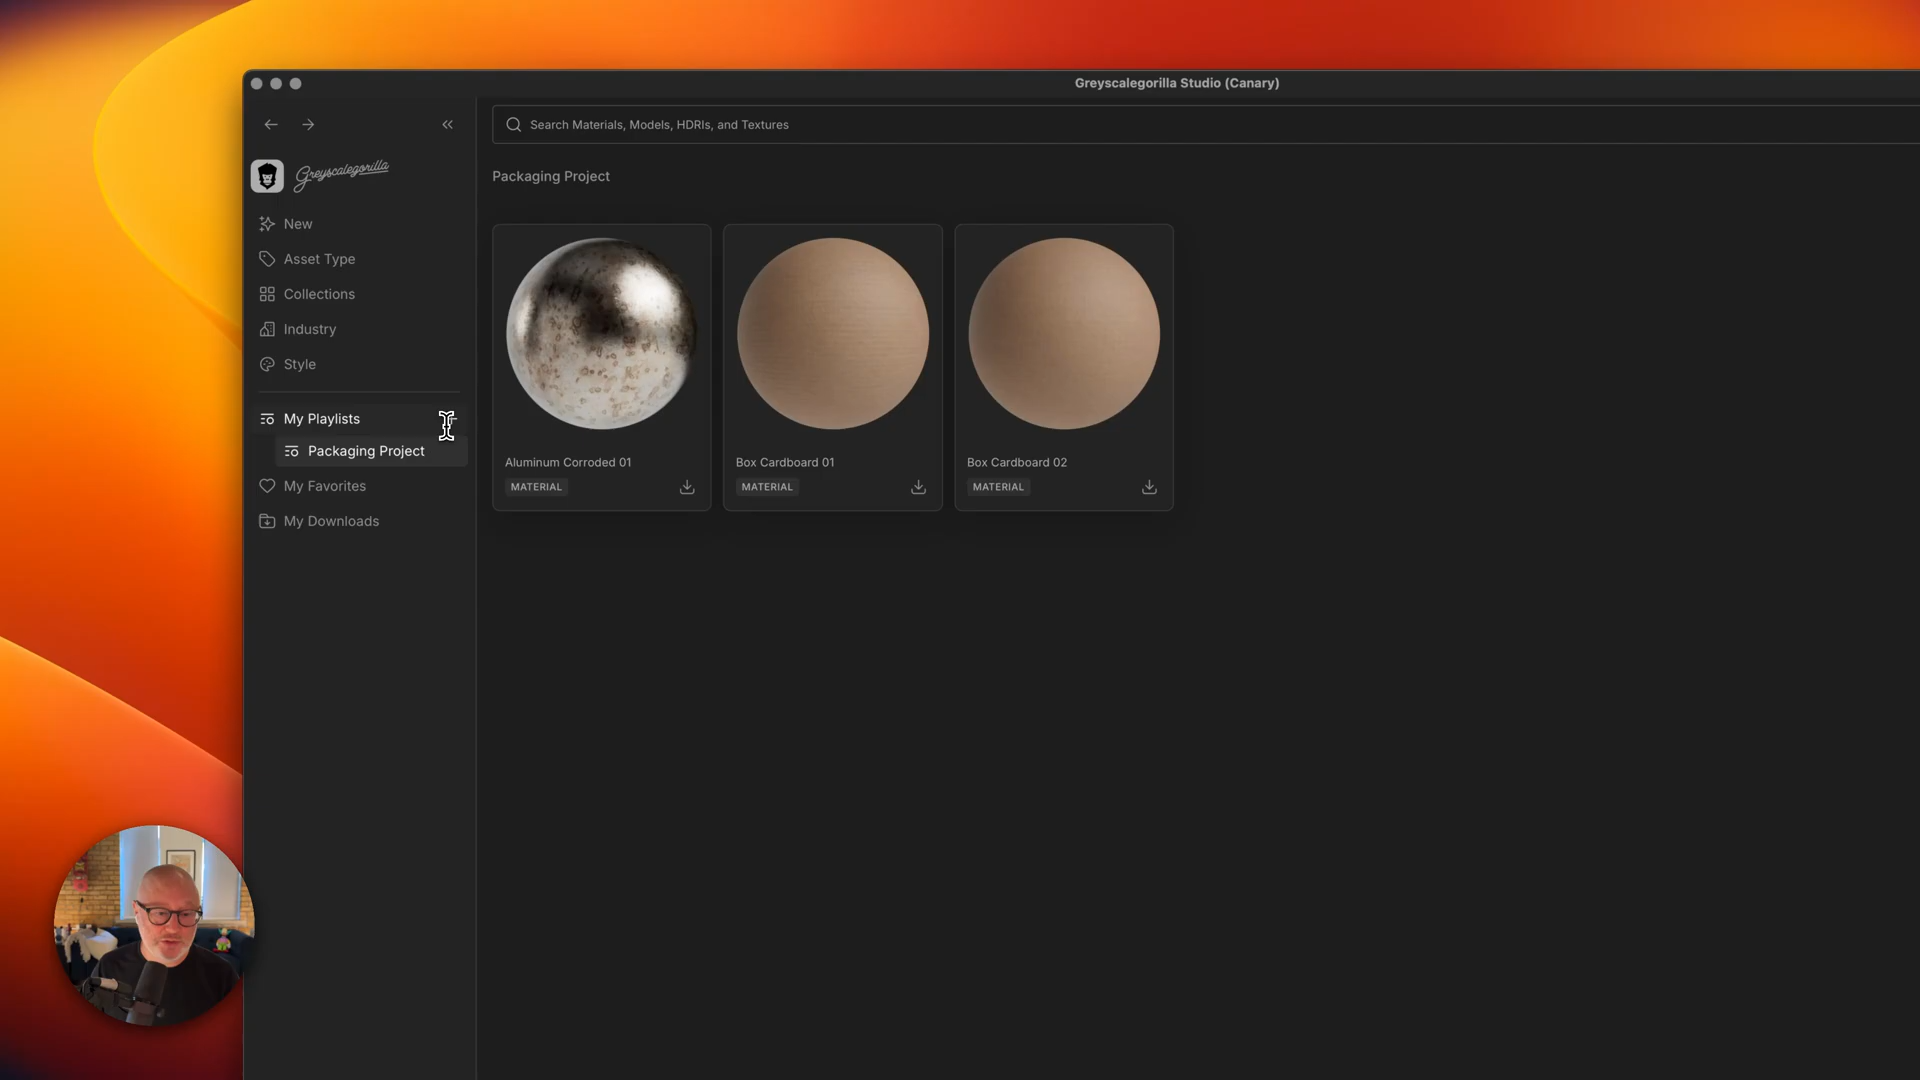 Greyscalegorilla Studio (Canary)
Search Materials, Models, HDRIs, and Textures
Greyscalegorilla
New
Asset Type
Collections
Industry
Style
My Playlists
Packaging Project
My Favorites
My Downloads
Packaging Project
Aluminum Corroded 01
MATERIAL
Box Cardboard 01
MATERIAL
Box Cardboard 02
MATERIAL